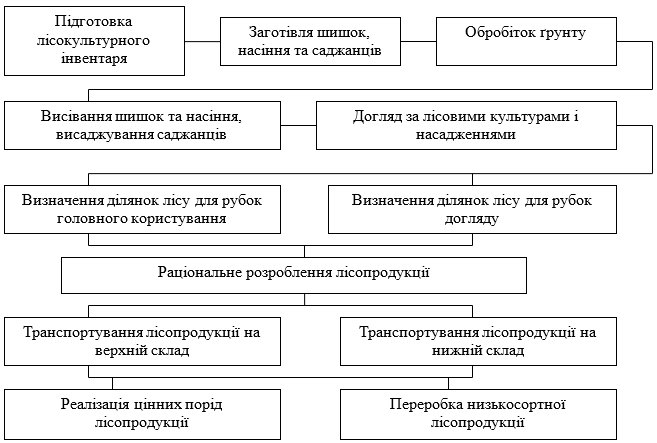 Підготовка
лісокультурного
інвентаря
Заготівля шишок,
насіння та саджанців
Обробіток ґрунту
Висівання шишок та насіння,
висаджування саджанців
Догляд за лісовими культурами і
насадженнями
Визначення ділянок лісу для рубок
головного користування
Визначення ділянок лісу для рубок
догляду
Раціональне розроблення лісопродукції
Транспортування лісопродукції на
верхній склад
Транспортування лісопродукції на
нижній склад
Реалізація цінних порід
лісопродукції
Переробка низькосортної
лісопродукції